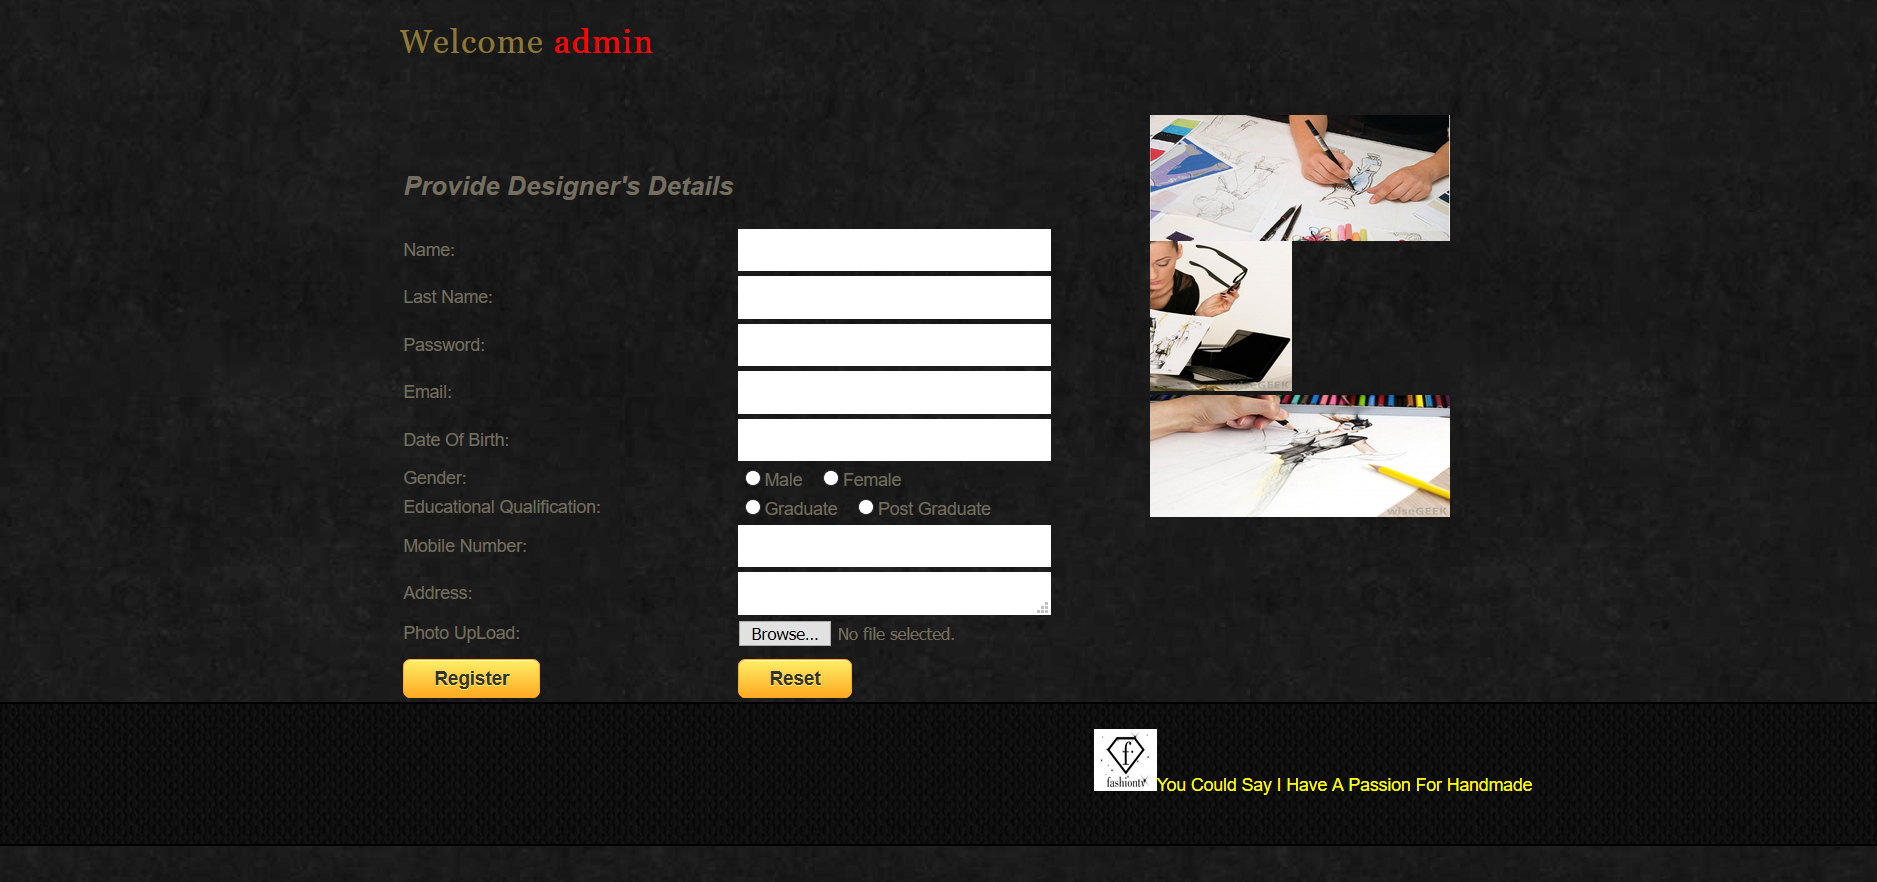 Welcome admin
Provide Designer's Details
Name:
Last Name:
Password:
Email:
Date Of Birth:
Gender: Male Female
Educational Qualification: Graduate Post Graduate
Mobile Number:
Address:
Photo UpLoad: Browse... No file selected.
Register Reset
wiseGEEK
wiseGEEK
f.
fashiontv
You Could Say I Have A Passion For Handmade